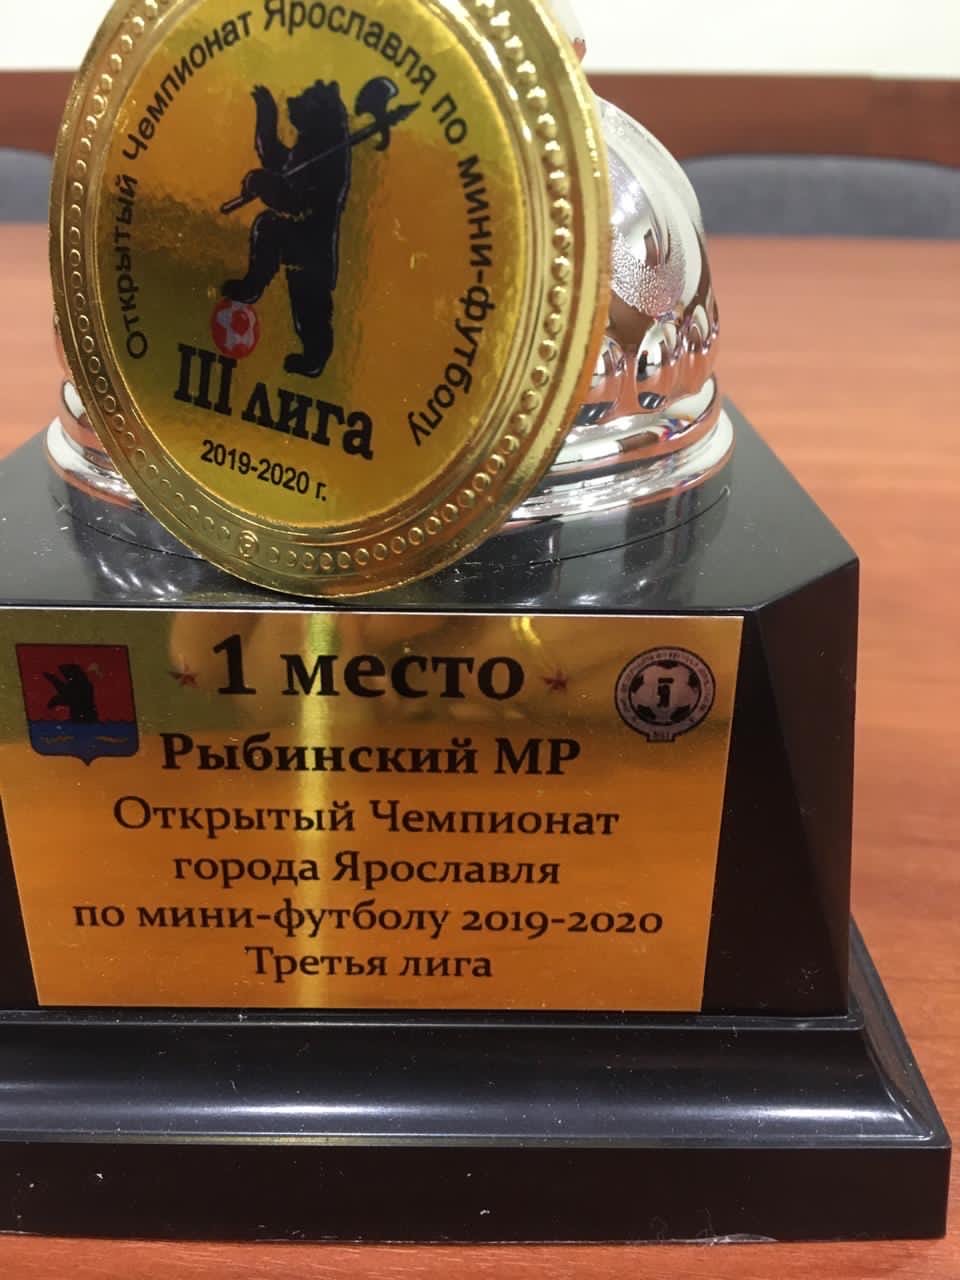 Открытый Чемпионат Ярославля по мини-футболу
III лига
2019-2020 г.
1 место
Рыбинский МР
Открытый Чемпионат
города Ярославля
по мини-футболу 2019-2020
Третья лига